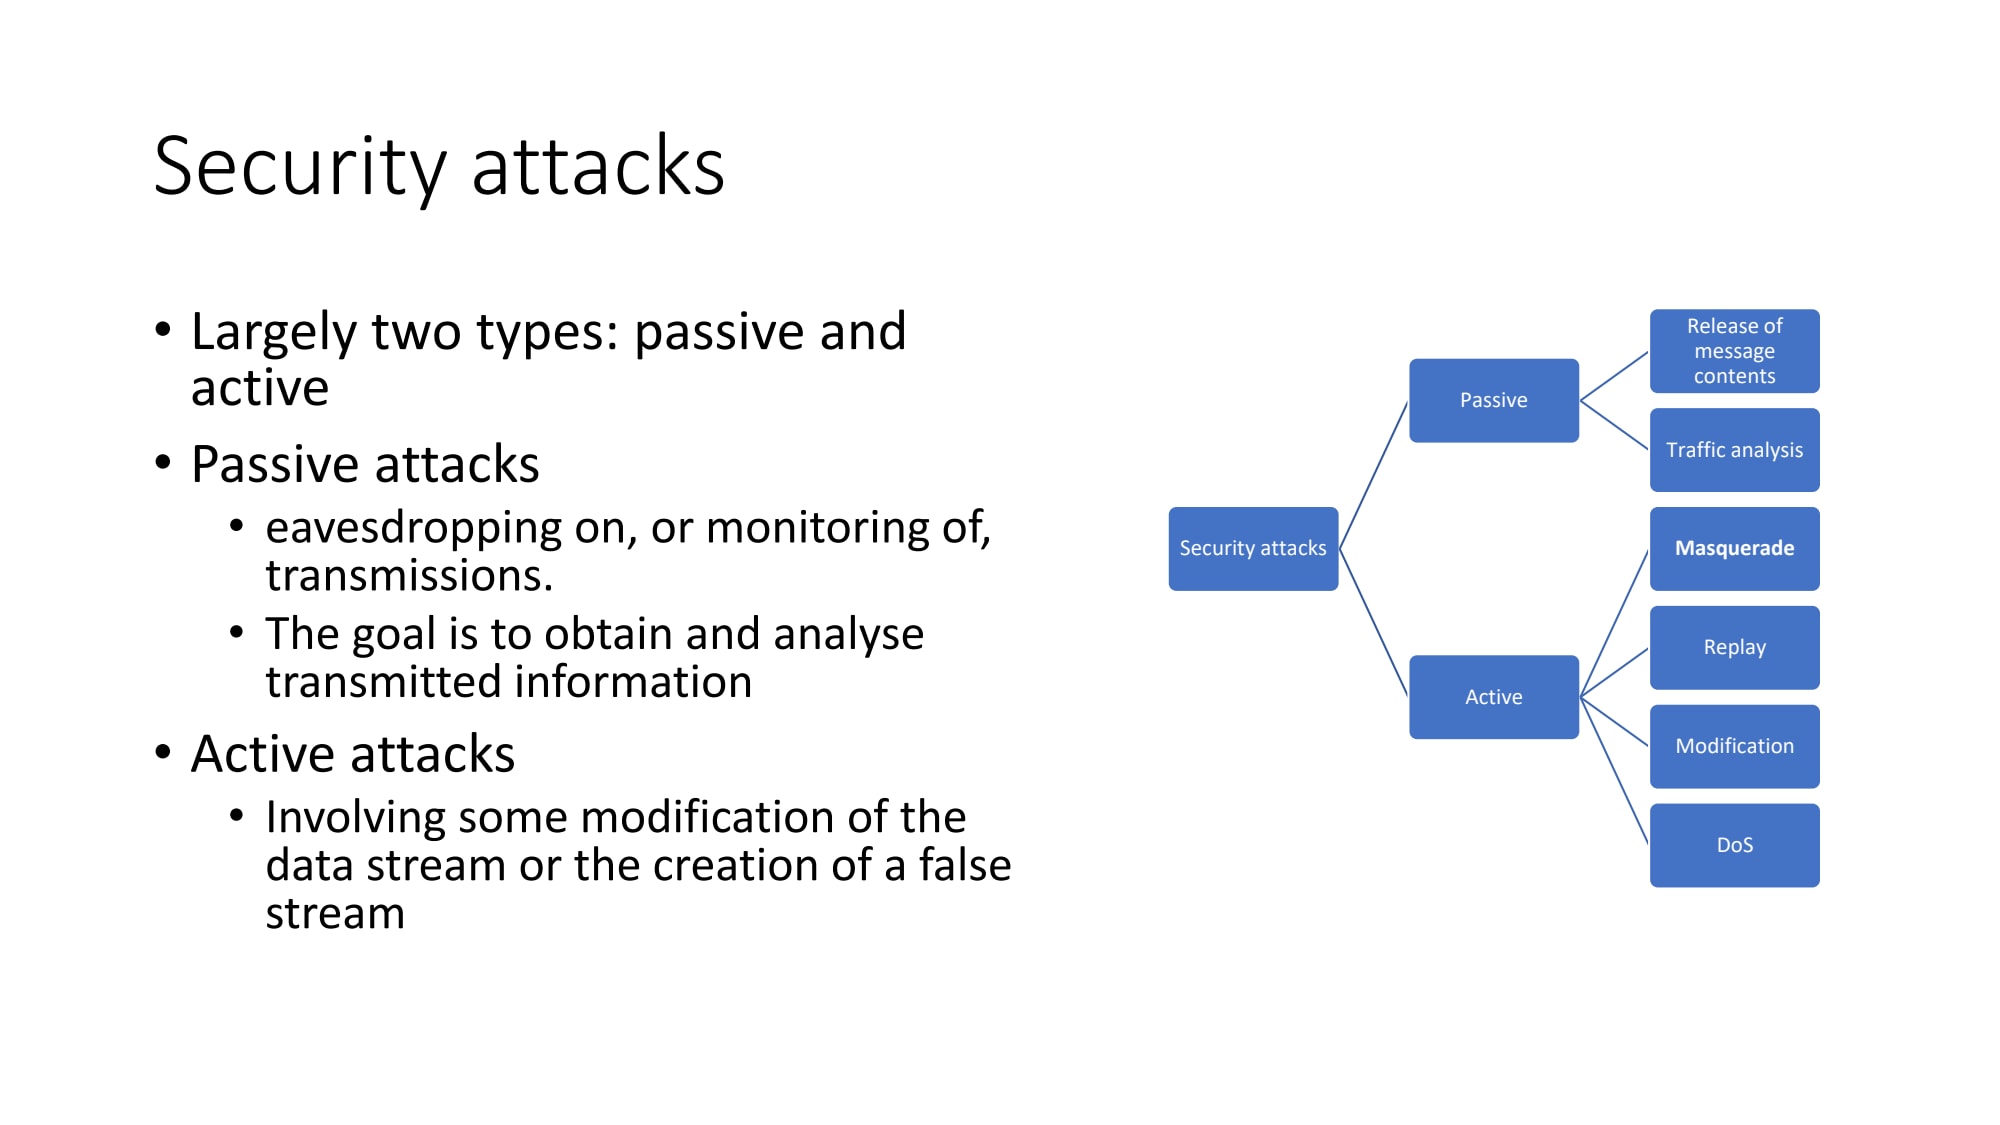 Security attacks
• Largely two types: passive and
active
• Passive attacks
• eavesdropping on, or monitoring of,
transmissions.
• The goal is to obtain and analyse
transmitted information
• Active attacks
• Involving some modification of the
data stream or the creation of a false
stream
Security attacks
Passive
Release of
message
contents
Traffic analysis
Active
Masquerade
Replay
Modification
DoS